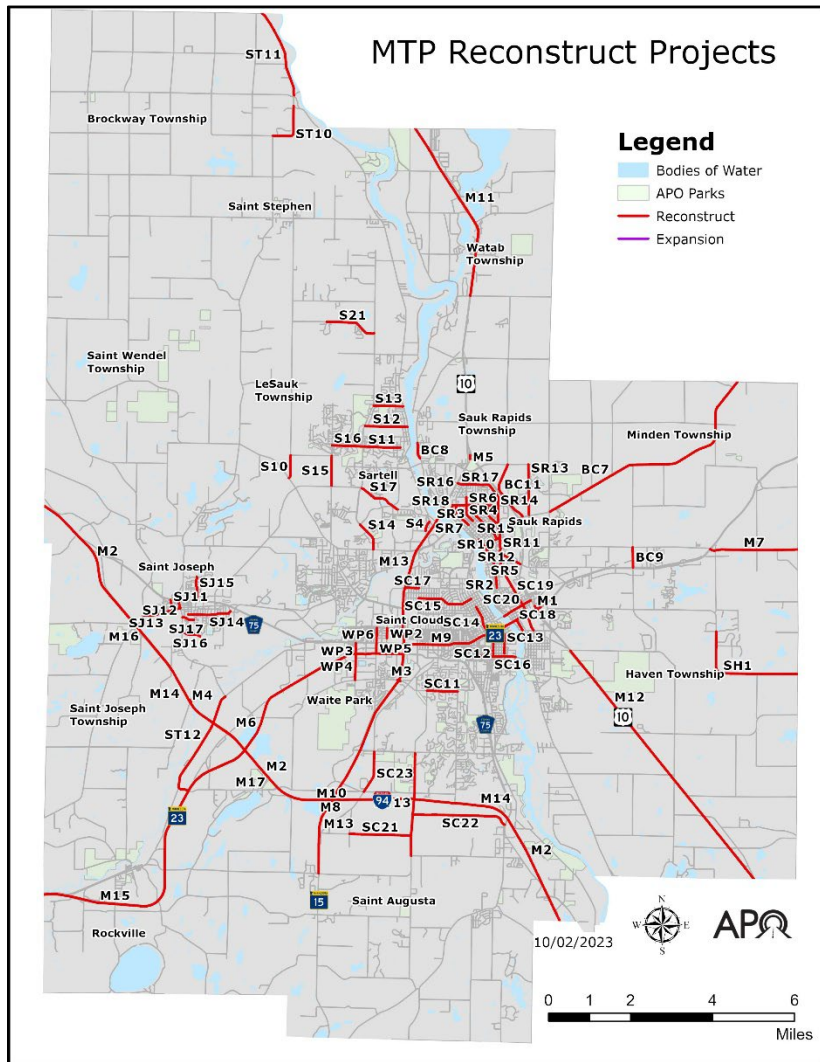 MTP Reconstruct Projects
ST11
Brockway Township
ST10
Legend
Bodies of Water
APO Parks
Reconstruct
Expansion
M11
Saint Stephen
Watab
Township
S21
Saint Wendel
Township
LeSauk
Township
10
S13
Sauk Rapids
Township
S12
Minden Township
S16
S11
BC8
M5
S10
S15
Sartell
S17
SR16
SR17
SR13
BC7
BC11
SR18
SR6
SR14
SR3
SR4
Sauk Rapids
S14
S4
SR7
SR15
SR10
SR11
M2
M13
SR12
BC9
M7
Saint Joseph
SJ15
SC17
SR5
SR2
SC19
SJ11
SJ12
SJ14
SC15
SC20
M1
SJ13
SJ17
75
Saint Cloud
SC14
SC18
M16
SJ16
WP6
WP2
M9
23
SC13
WP3
WP5
SC12
SC16
WP4
M3
SH1
Haven Township
M14
M4
Waite Park
SC11
M12
10
Saint Joseph
Township
M6
75
ST12
M2
M17
SC23
M10
94
13
M14
M8
23
M13
SC21
SC22
M2
M15
15
Saint Augusta
Rockville
10/02/2023
N
W
E
S
APO
0 1 2 4 6
Miles